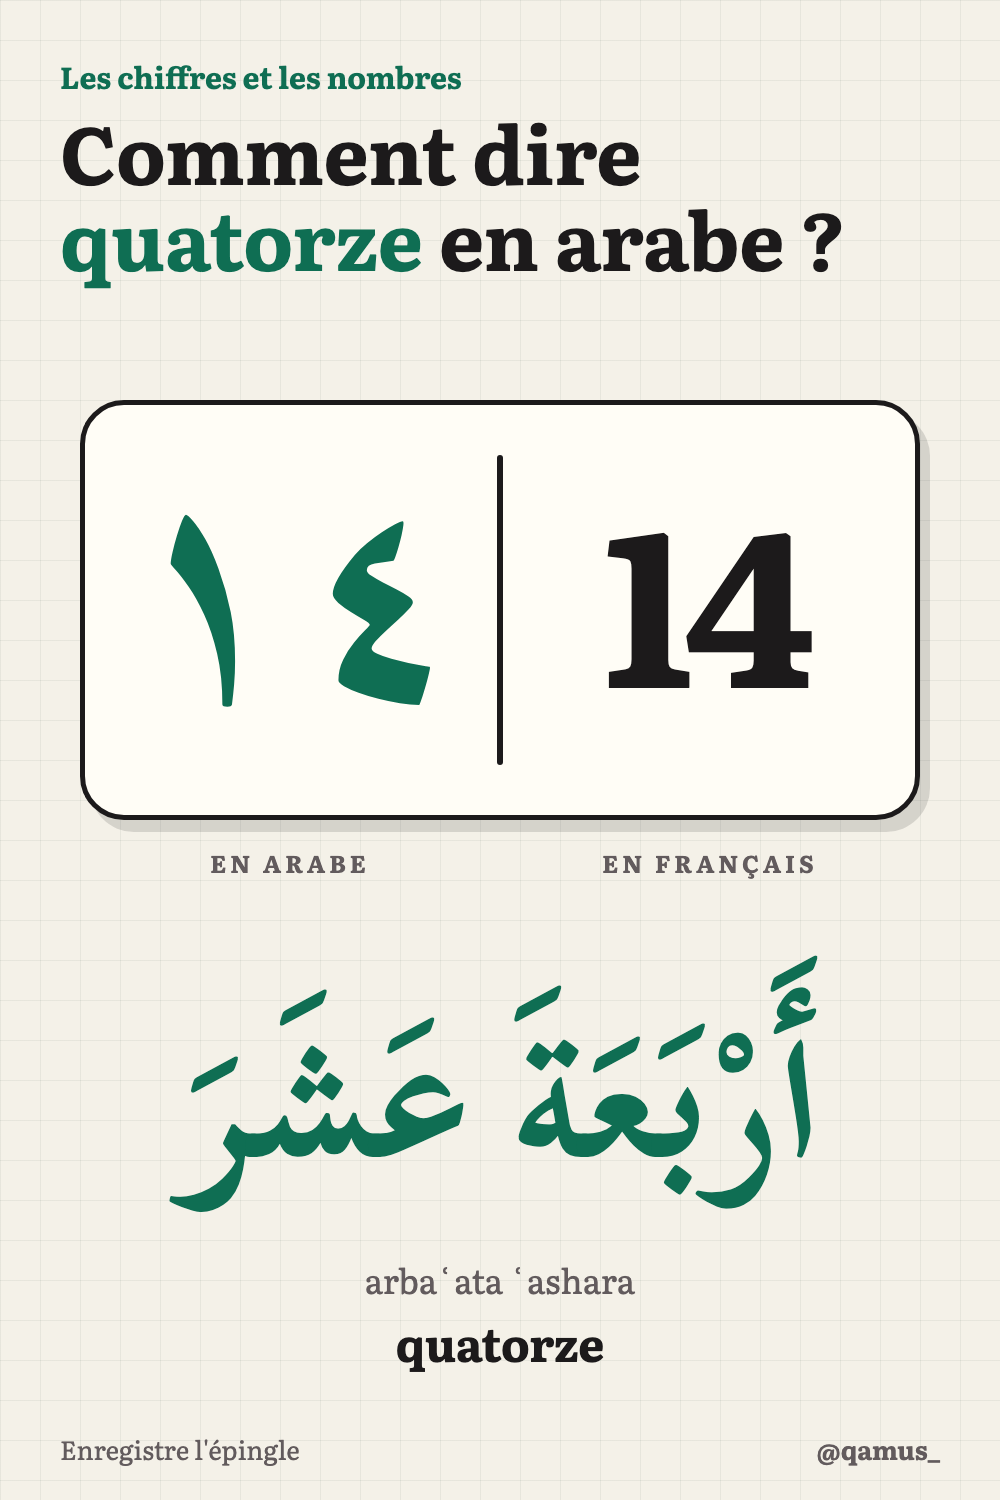 Les chiffres et les nombres
Comment dire
quatorze en arabe ?
١٤
14
EN ARABE
EN FRANÇAIS
أَرْبَعَةَ عَشَرَ
arbaʿata ʿashara
quatorze
Enregistre l'épingle
@qamus_